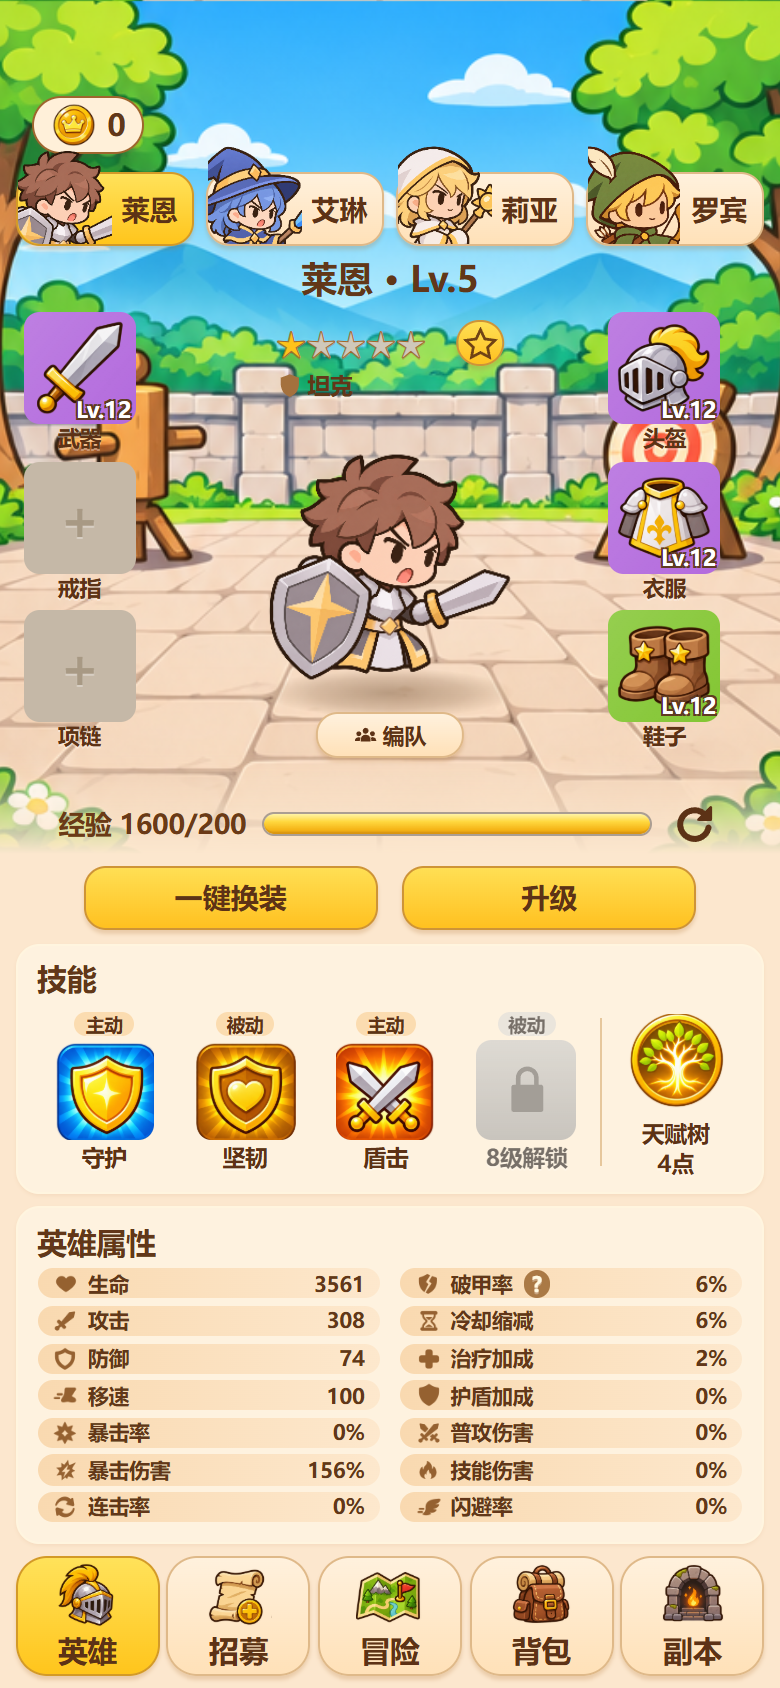 0
莱恩
艾琳
莉亚
罗宾
莱恩·Lv.5
坦克
Lv.12
武器
戒指
项链
Lv.12
头盔
Lv.12
衣服
Lv.12
鞋子
编队
经验 1600/200
一键换装
升级
技能
主动
被动
主动
被动
守护
坚韧
盾击
8级解锁
天赋树
4点
英雄属性
生命 3561
破甲率 ? 6%
攻击 308
冷却缩减 6%
防御 74
治疗加成 2%
移速 100
护盾加成 0%
暴击率 0%
普攻伤害 0%
暴击伤害 156%
技能伤害 0%
连击率 0%
闪避率 0%
英雄
招募
冒险
背包
副本